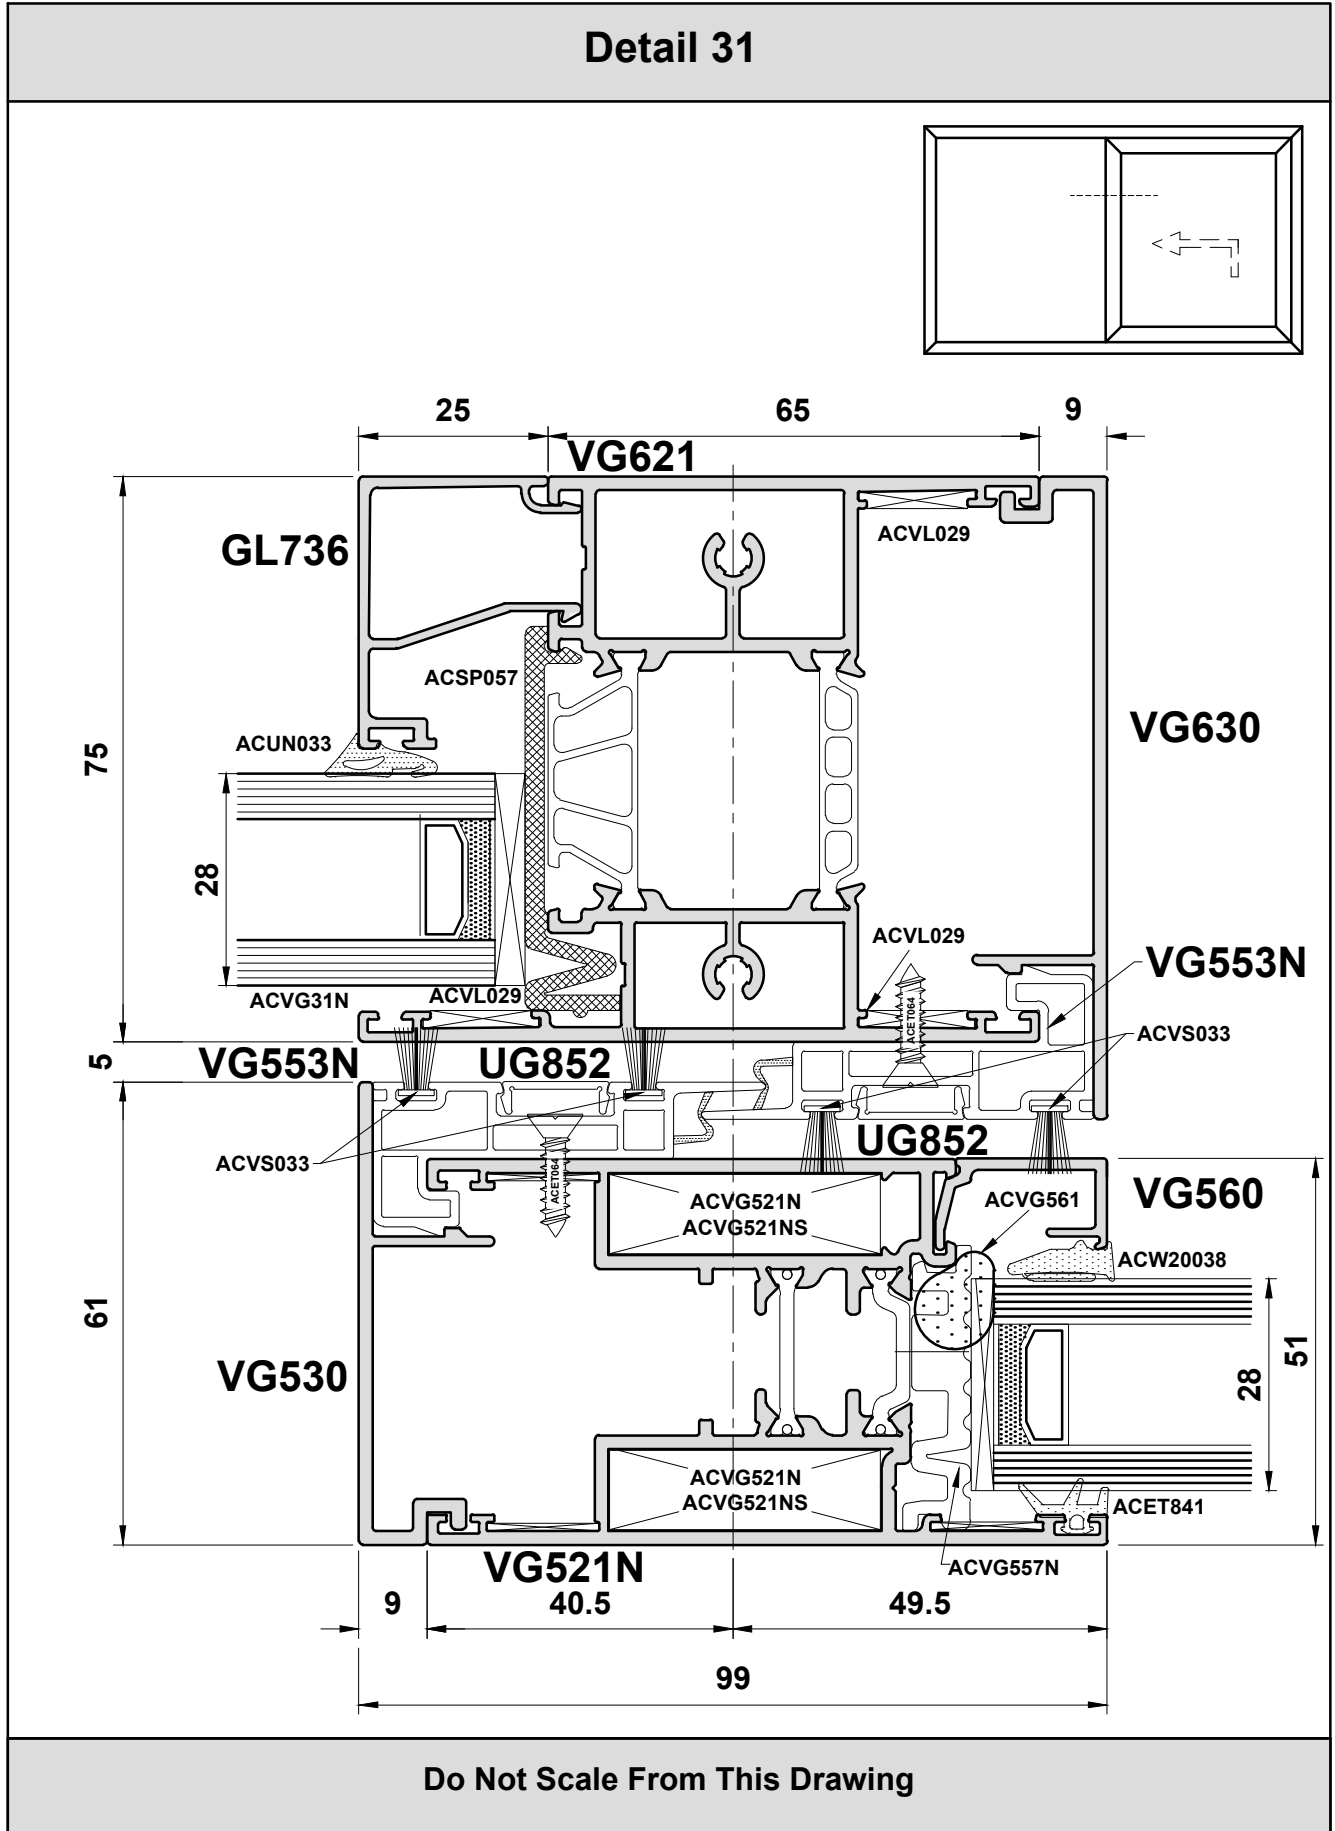 Detail 31
25
65
9
VG621
ACVL029
GL736
ACSP057
VG630
ACUN033
75
28
ACVL029
VG553N
ACVG31N
ACVL029
ACET064
ACVS033
5
VG553N
UG852
UG852
ACVS033
ACET064
ACVG521N
ACVG521NS
ACVG561
VG560
ACW20038
61
VG530
28
51
ACVG521N
ACVG521NS
ACET841
VG521N
ACVG557N
9
40.5
49.5
99
Do Not Scale From This Drawing